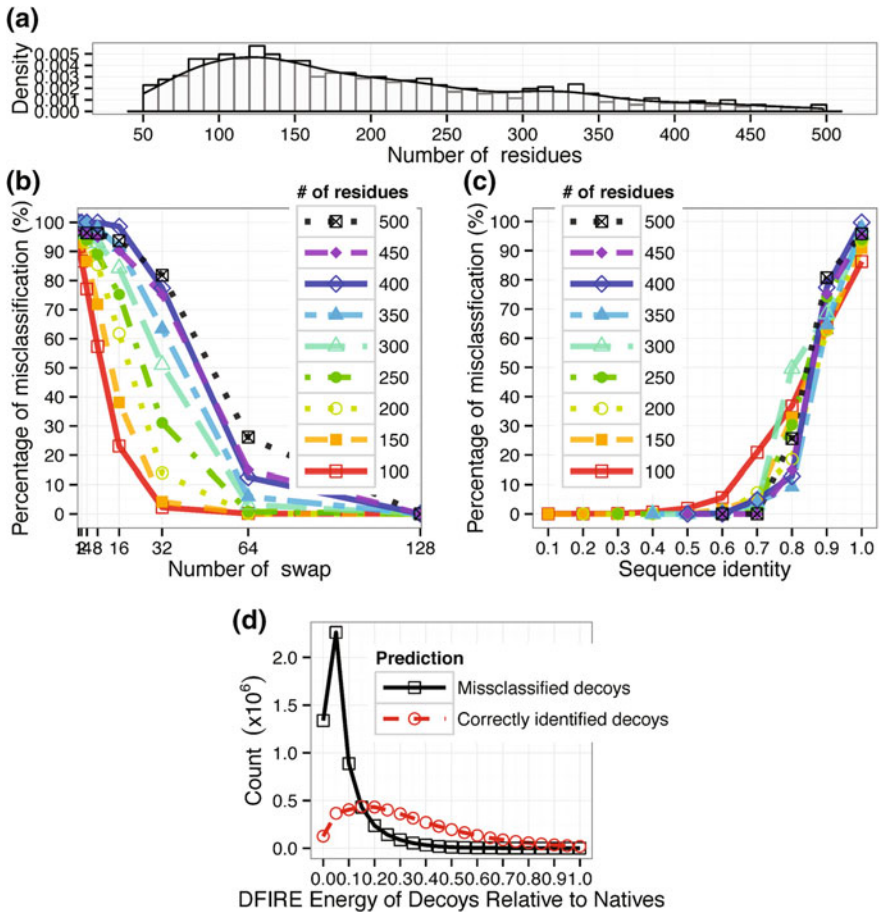 (a)
Density
0.005
0.004
0.003
0.002
0.001
0.000
50 100 150 200 250 300 350 400 450 500
Number of residues
(b)
Percentage of misclassification (%)
100
90
80
70
60
50
40
30
20
10
0
1 2 4 8 16 32 64 128
Number of swap
# of residues
500
450
400
350
300
250
200
150
100
(c)
Percentage of misclassification (%)
100
90
80
70
60
50
40
30
20
10
0
0.1 0.2 0.3 0.4 0.5 0.6 0.7 0.8 0.9 1.0
Sequence identity
# of residues
500
450
400
350
300
250
200
150
100
(d)
Count (x10⁶)
2.0
1.5
1.0
0.5
0.0
Prediction
Missclassified decoys
Correctly identified decoys
0.00.10.20.30.40.50.60.70.80.91.0
DFIRE Energy of Decoys Relative to Natives